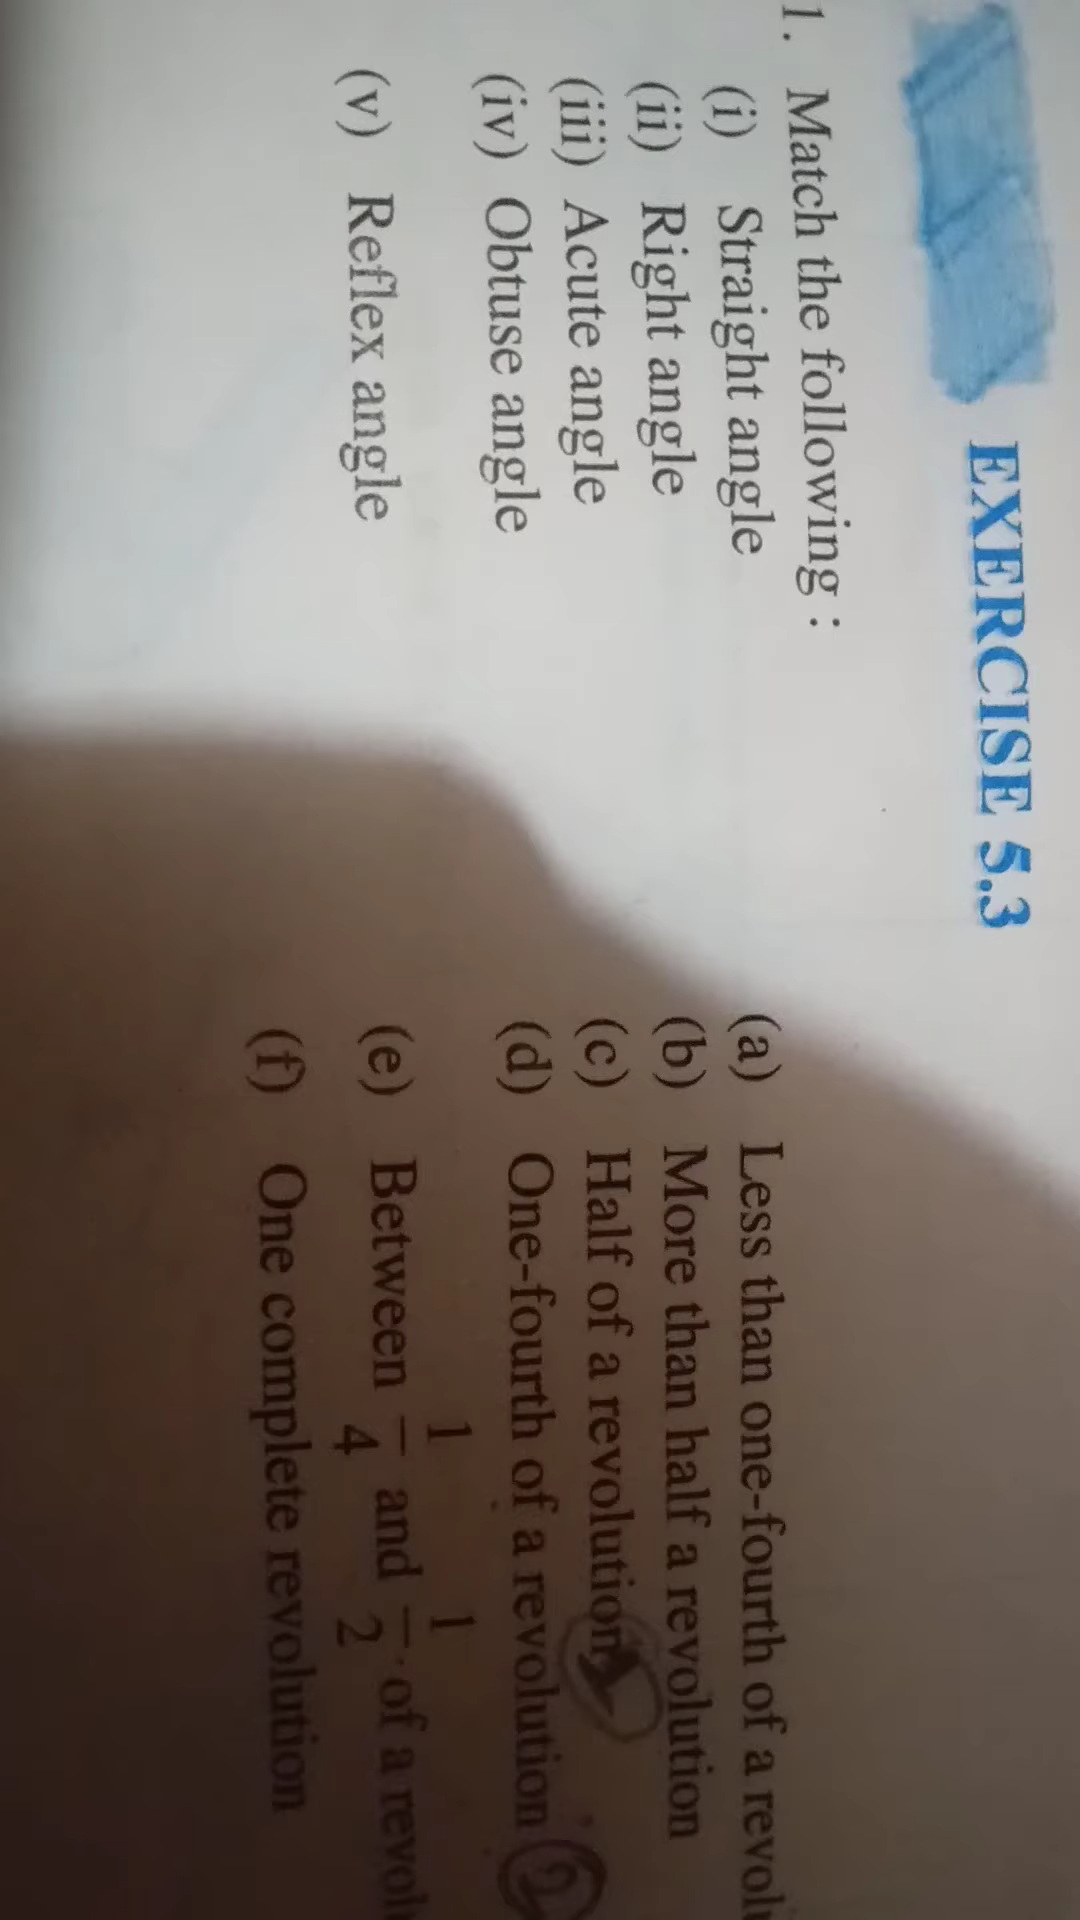 EXERCISE 5.3
1. Match the following :
(i) Straight angle (a) Less than one-fourth of a
(ii) Right angle (b) More than half a revolution
(iii) Acute angle (c) Half of a revolution
(iv) Obtuse angle (d) One-fourth of a revolution 2
(v) Reflex angle (e) Between 1/4 and 1/2 of a
(f) One complete revolution